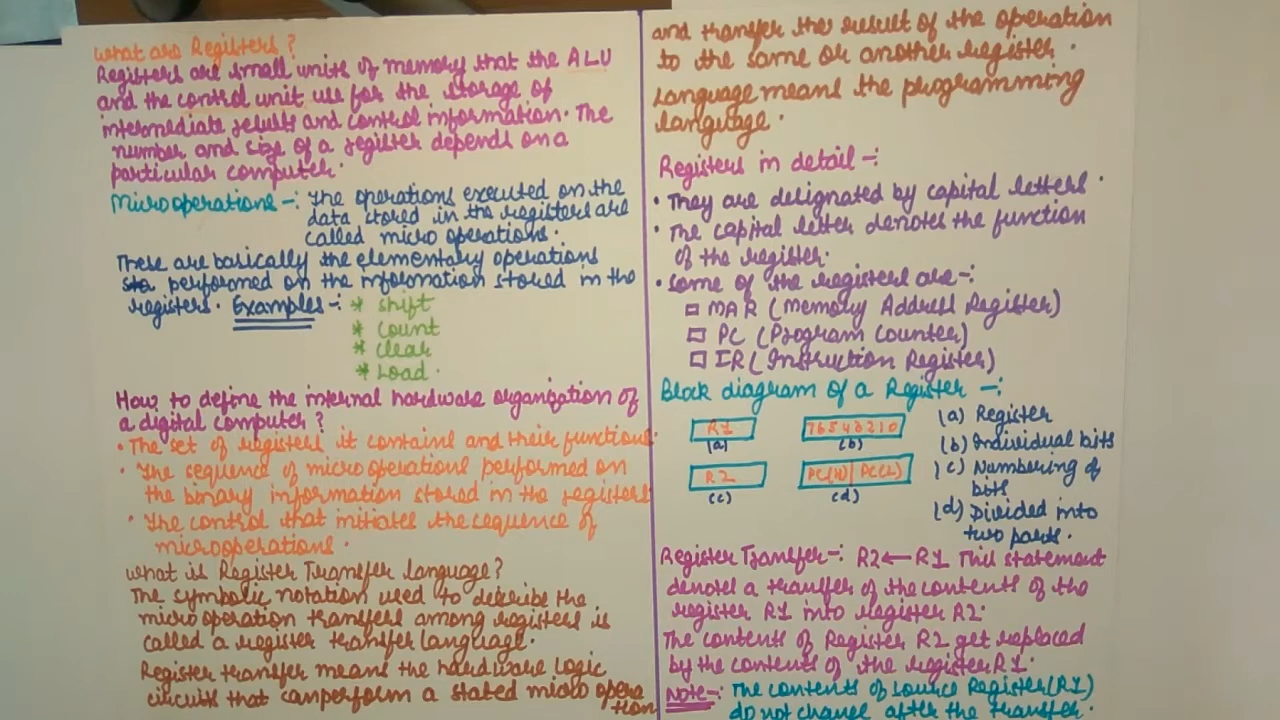 What are Registers?
Registers are small units of memory that the ALU
and the control unit use for the storage of
intermediate results and control information. The
number and size of a register depends on a
particular computer.
Microoperations -: The operations executed on the
data stored in the registers are
called micro operations.
These are basically the elementary operations
performed on the information stored in the
registers. Examples -: * shift
* count
* clear
* Load.
How to define the internal hardware organization of
a digital computer?
• The set of registers it contains and their functions.
• The sequence of microoperations performed on
the binary information stored in the registers
• The control that initiates the sequence of
microoperations.
What is Register Transfer language?
The symbolic notation used to describe the
microoperation transfers among registers is
called a register transfer language.
Register transfer means the hardware logic
circuits that can perform a stated micro opera
tion
and transfer the result of the operation
to the same or another register.
Language means the programming
language.
Registers in detail -:
• They are designated by capital letters.
• The capital letter denotes the function
of the register.
• Some of the registers are -:
MAR (Memory Address Register)
PC (Program Counter)
IR (Instruction Register)
Block diagram of a Register -:
R1
(a)
76543210
(b)
R2
(c)
PC(H) PC(L)
(d)
(a) Register
(b) Individual bits
(c) Numbering of
bits
(d) Divided into
two parts.
Register Transfer -: R2 ← R1 This statement
denotes a transfer of the contents of the
register R1 into register R2.
The contents of Register R2 get replaced
by the contents of the register R1.
Note -: The contents of source Register (R1)
do not change after the transfer.